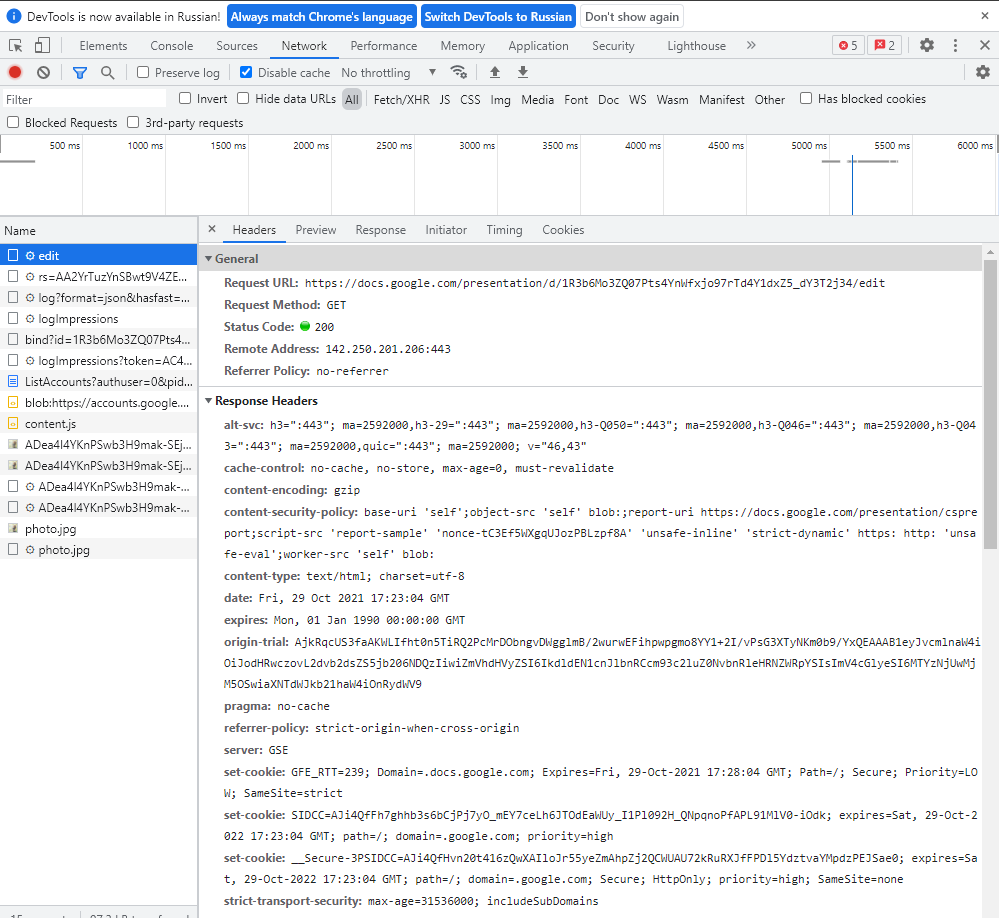 DevTools is now available in Russian! Always match Chrome's language Switch DevTools to Russian Don't show again
Elements Console Sources Network Performance Memory Application Security Lighthouse 5 2
Preserve log Disable cache No throttling
Filter Invert Hide data URLs All Fetch/XHR JS CSS Img Media Font Doc WS Wasm Manifest Other Has blocked cookies
Blocked Requests 3rd-party requests
500 ms 1000 ms 1500 ms 2000 ms 2500 ms 3000 ms 3500 ms 4000 ms 4500 ms 5000 ms 5500 ms 6000 ms
Name
edit
rs=AA2YrTuzYnSBwt9V4ZE...
log?format=json&hasfast=...
logImpressions
bind?id=1R3b6Mo3ZQ07Pts4...
logImpressions?token=AC4...
ListAccounts?authuser=0&pid...
blob:https://accounts.google....
content.js
ADea4I4YKnPSwb3H9mak-SEj...
ADea4I4YKnPSwb3H9mak-SEj...
ADea4I4YKnPSwb3H9mak-...
ADea4I4YKnPSwb3H9mak-...
photo.jpg
photo.jpg
Headers Preview Response Initiator Timing Cookies
General
Request URL: https://docs.google.com/presentation/d/1R3b6Mo3ZQ07Pts4YnWfxjo97rTd4Y1dxZ5_dY3T2j34/edit
Request Method: GET
Status Code: 200
Remote Address: 142.250.201.206:443
Referrer Policy: no-referrer
Response Headers
alt-svc: h3=":443"; ma=2592000,h3-29=":443"; ma=2592000,h3-Q050=":443"; ma=2592000,h3-Q046=":443"; ma=2592000,h3-Q04
3=":443"; ma=2592000,quic=":443"; ma=2592000; v="46,43"
cache-control: no-cache, no-store, max-age=0, must-revalidate
content-encoding: gzip
content-security-policy: base-uri 'self';object-src 'self' blob:;report-uri https://docs.google.com/presentation/cspre
port;script-src 'report-sample' 'nonce-tC3Ef5WXgqUJozPBLzpf8A' 'unsafe-inline' 'strict-dynamic' https: http: 'unsa
fe-eval';worker-src 'self' blob:
content-type: text/html; charset=utf-8
date: Fri, 29 Oct 2021 17:23:04 GMT
expires: Mon, 01 Jan 1990 00:00:00 GMT
origin-trial: AjkRqcUS3faAKWLIfht0n5TiRQ2PcMrDObngvDWgglmB/2wurwEFihpwpgmo8YY1+2I/vPsG3XTyNKm0b9/YxQEAAAB1eyJvcmlnaW4i
OiJodHRwczovL2dvb2dsZS5jb206NDQzIiwiZmVhdHVyZSI6IkdldEN1cnJlbnRCcm93c2luZ0NvbnRleHRNZWRpYSIsImV4cGlyeSI6MTYzNjUwMj
M5OSwiaXNTdWJkb21haW4iOnRydWV9
pragma: no-cache
referrer-policy: strict-origin-when-cross-origin
server: GSE
set-cookie: GFE_RTT=239; Domain=.docs.google.com; Expires=Fri, 29-Oct-2021 17:28:04 GMT; Path=/; Secure; Priority=LO
W; SameSite=strict
set-cookie: SIDCC=AJi4QfFh7ghhb3s6bCjPj7yO_mEY7ceLh6JTOdEaWUy_I1Pl092H_QNpqnoPfAPL91MlV0-iOdk; expires=Sat, 29-Oct-2
022 17:23:04 GMT; path=/; domain=.google.com; priority=high
set-cookie: __Secure-3PSIDCC=AJi4QfHvn20t416zQwXAIloJr55yeZmAhpZj2QCWUAU72kRuRXJfFPDl5YdztvaYMpdzPEJSae0; expires=Sa
t, 29-Oct-2022 17:23:04 GMT; path=/; domain=.google.com; Secure; HttpOnly; priority=high; SameSite=none
strict-transport-security: max-age=31536000; includeSubDomains